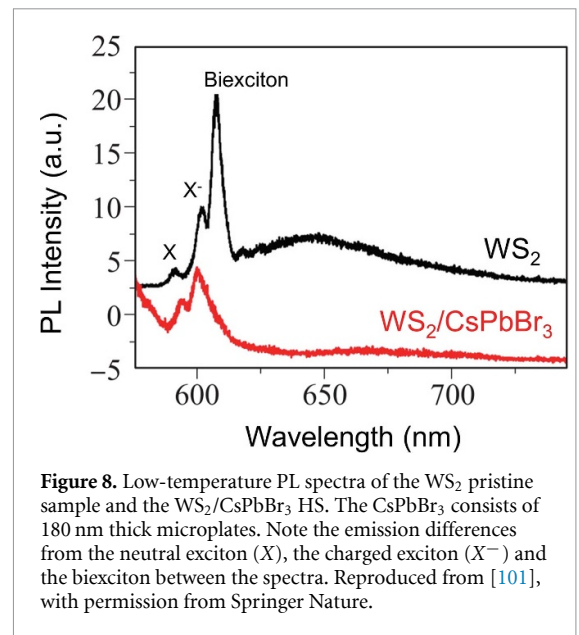 25
20
15
10
5
0
−5
PL Intensity (a.u.)
Biexciton
X-
X
WS2
WS2/CsPbBr3
600
650
700
Wavelength (nm)
Figure 8. Low-temperature PL spectra of the WS2 pristine
sample and the WS2/CsPbBr3 HS. The CsPbBr3 consists of
180 nm thick microplates. Note the emission differences
from the neutral exciton (X), the charged exciton (X−) and
the biexciton between the spectra. Reproduced from [101],
with permission from Springer Nature.